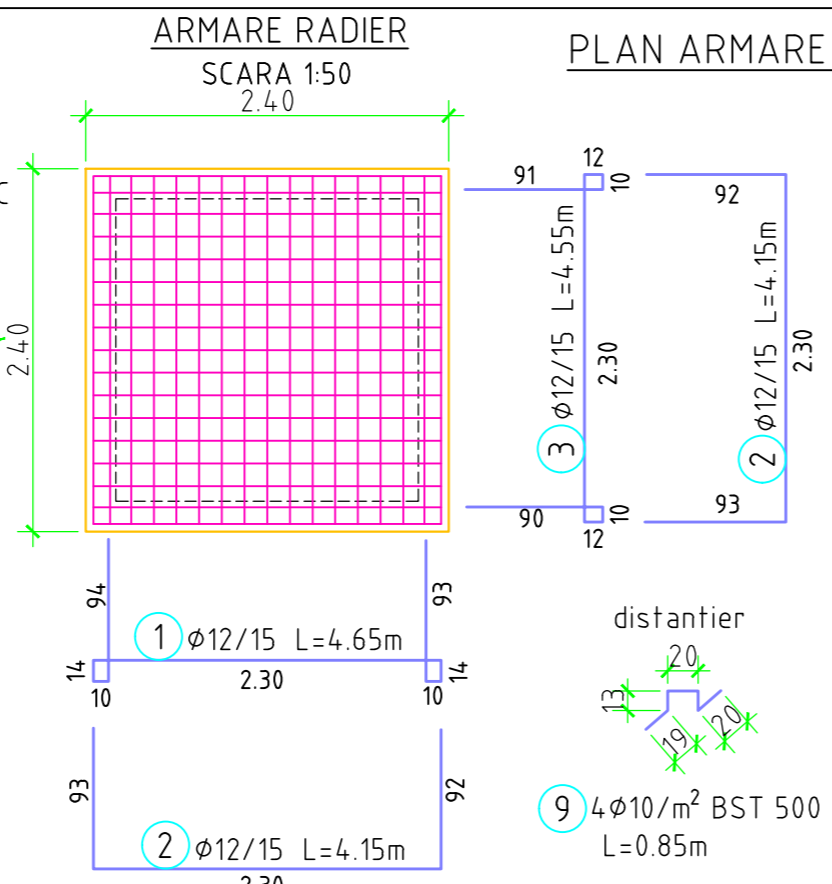 ARMARE RADIER
SCARA 1:50
PLAN ARMARE
2.40
2.40
91
12
10
3 ϕ12/15 L=4.55m
2.30
90
10
12
92
2 ϕ12/15 L=4.15m
2.30
93
94
93
1 ϕ12/15 L=4.65m
14
10
2.30
10
14
93
92
2 ϕ12/15 L=4.15m
2.30
distantier
20
13
19
20
9 4ϕ10/m² BST 500
L=0.85m